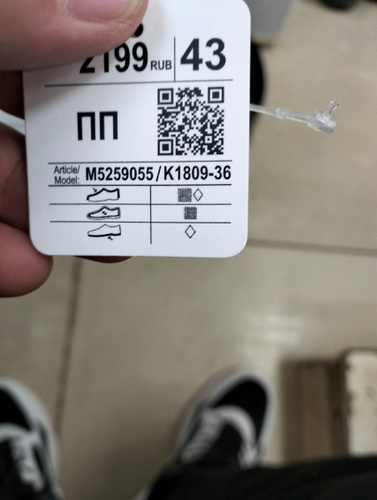 2199 RUB 43
ПП
Article/
Model: M5259055/K1809-36